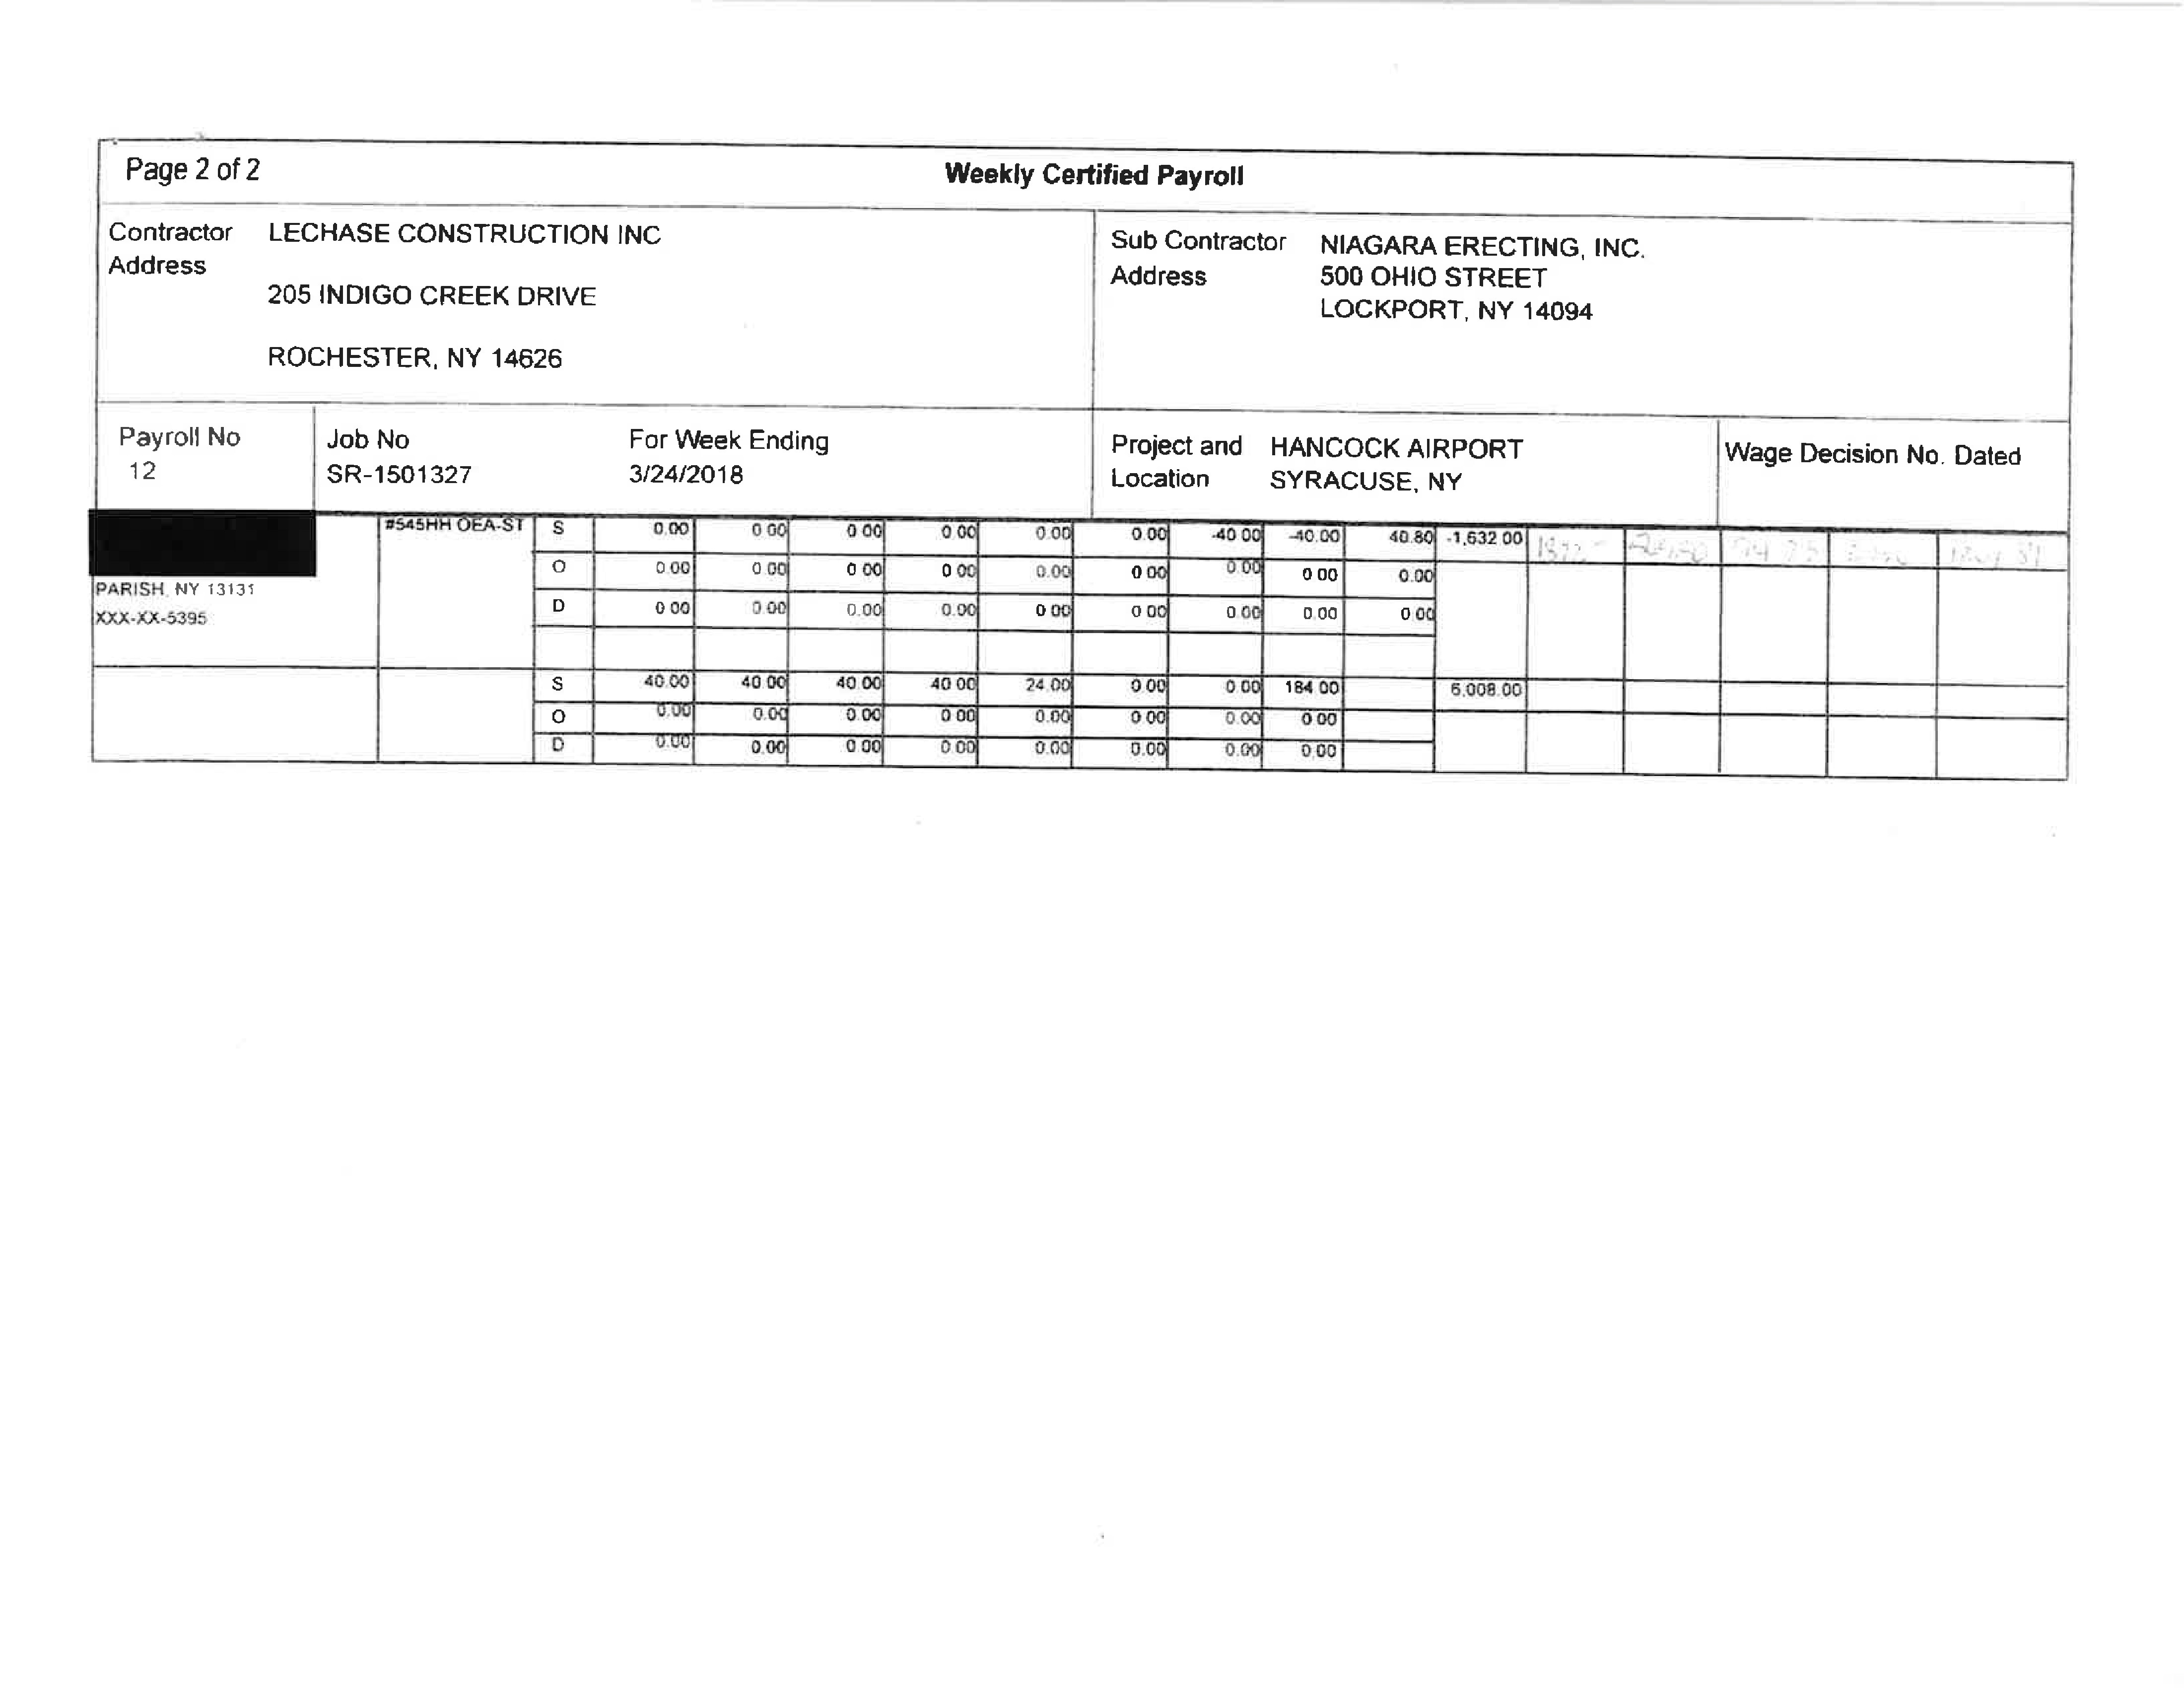 Page 2 of 2
Weekly Certified Payroll
Contractor LECHASE CONSTRUCTION INC
Address
205 INDIGO CREEK DRIVE
ROCHESTER, NY 14626
Sub Contractor NIAGARA ERECTING, INC.
Address 500 OHIO STREET
LOCKPORT, NY 14094
Payroll No
12
Job No
SR-1501327
For Week Ending
3/24/2018
Project and HANCOCK AIRPORT
Location SYRACUSE, NY
Wage Decision No. Dated
#545HH OEA-ST S 0.00 0.00 0.00 0.00 0.00 0.00 -40.00 -40.00 40.80 -1,632.00
O 0.00 0.00 0.00 0.00 0.00 0.00 0.00 0.00 0.00
PARISH, NY 13131
D 0.00 0.00 0.00 0.00 0.00 0.00 0.00 0.00 0.00
XXX-XX-5395
S 40.00 40.00 40.00 40.00 24.00 0.00 0.00 184.00 6,008.00
O 0.00 0.00 0.00 0.00 0.00 0.00 0.00 0.00
D 0.00 0.00 0.00 0.00 0.00 0.00 0.00 0.00